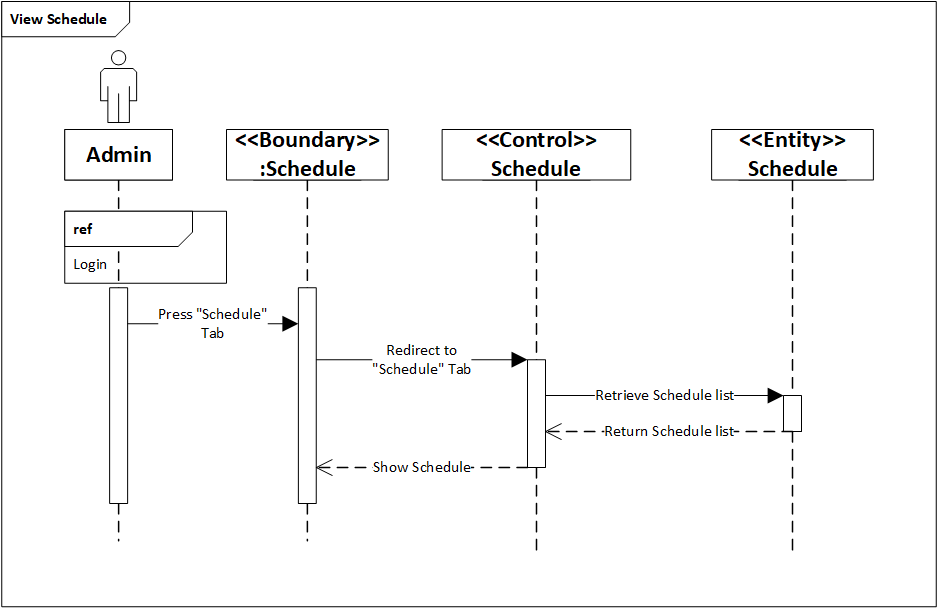 View Schedule
Admin
<<Boundary>>
:Schedule
<<Control>>
Schedule
<<Entity>>
Schedule
ref
Login
Press "Schedule"
Tab
Redirect to
"Schedule" Tab
Retrieve Schedule list
Return Schedule list
Show Schedule